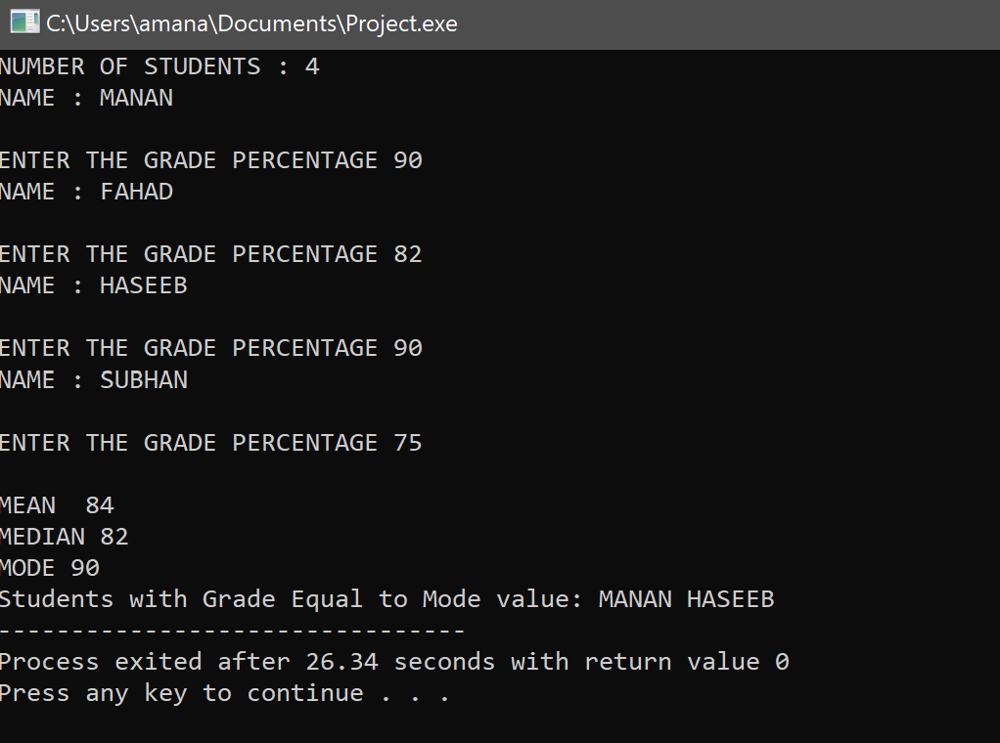 C:\Users\amana\Documents\Project.exe
NUMBER OF STUDENTS : 4
NAME : MANAN
ENTER THE GRADE PERCENTAGE 90
NAME : FAHAD
ENTER THE GRADE PERCENTAGE 82
NAME : HASEEB
ENTER THE GRADE PERCENTAGE 90
NAME : SUBHAN
ENTER THE GRADE PERCENTAGE 75
MEAN  84
MEDIAN 82
MODE 90
Students with Grade Equal to Mode value: MANAN HASEEB
--------------------------------
Process exited after 26.34 seconds with return value 0
Press any key to continue . . .